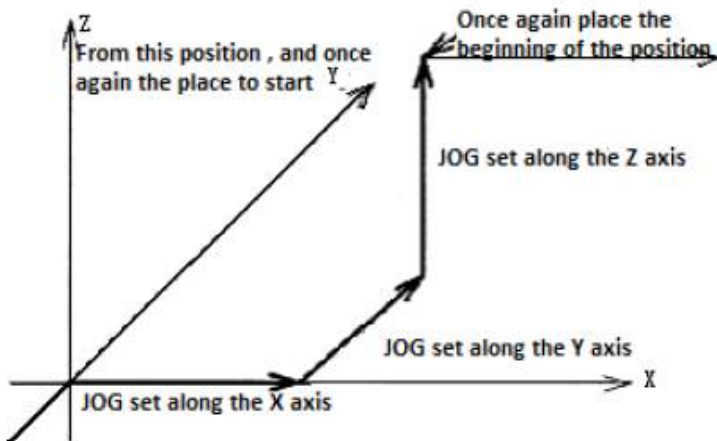 Z
Once again place the
beginning of the position
From this position , and once
again the place to start
Y
JOG set along the Z axis
JOG set along the Y axis
X
JOG set along the X axis